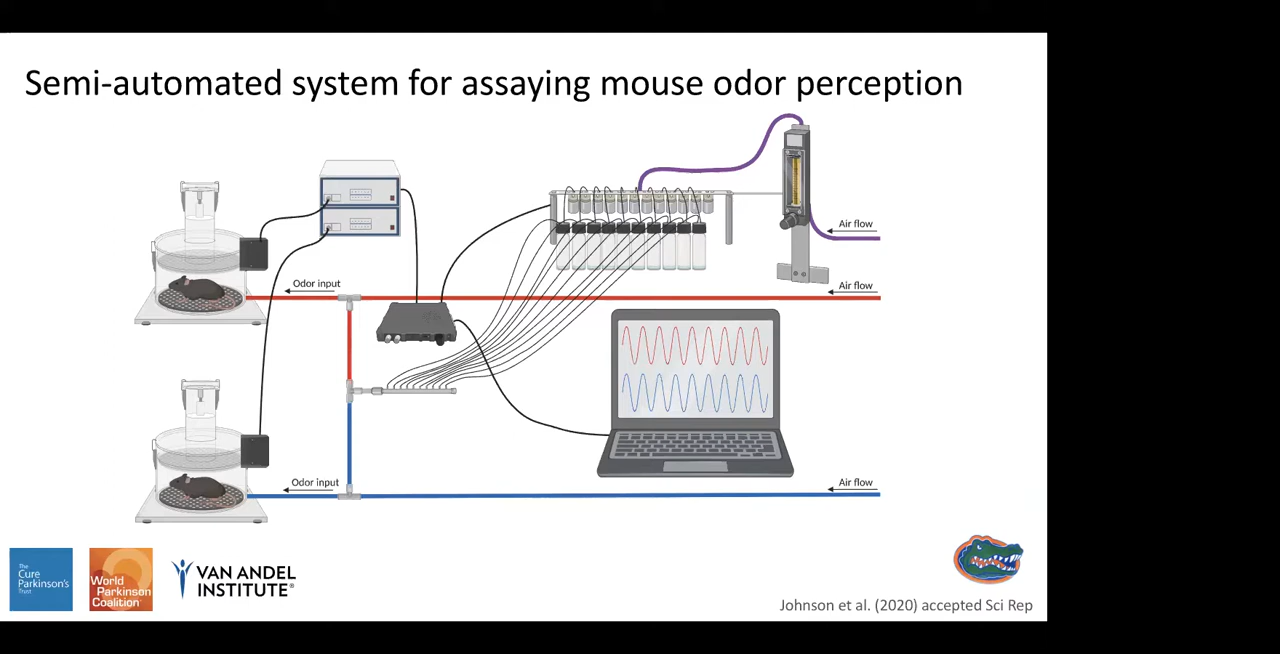 Semi-automated system for assaying mouse odor perception
Air flow
Odor input
Air flow
Odor input
Air flow
The
Cure
Parkinson's
Trust
World
Parkinson
Coalition
VAN ANDEL
INSTITUTE®
Johnson et al. (2020) accepted Sci Rep